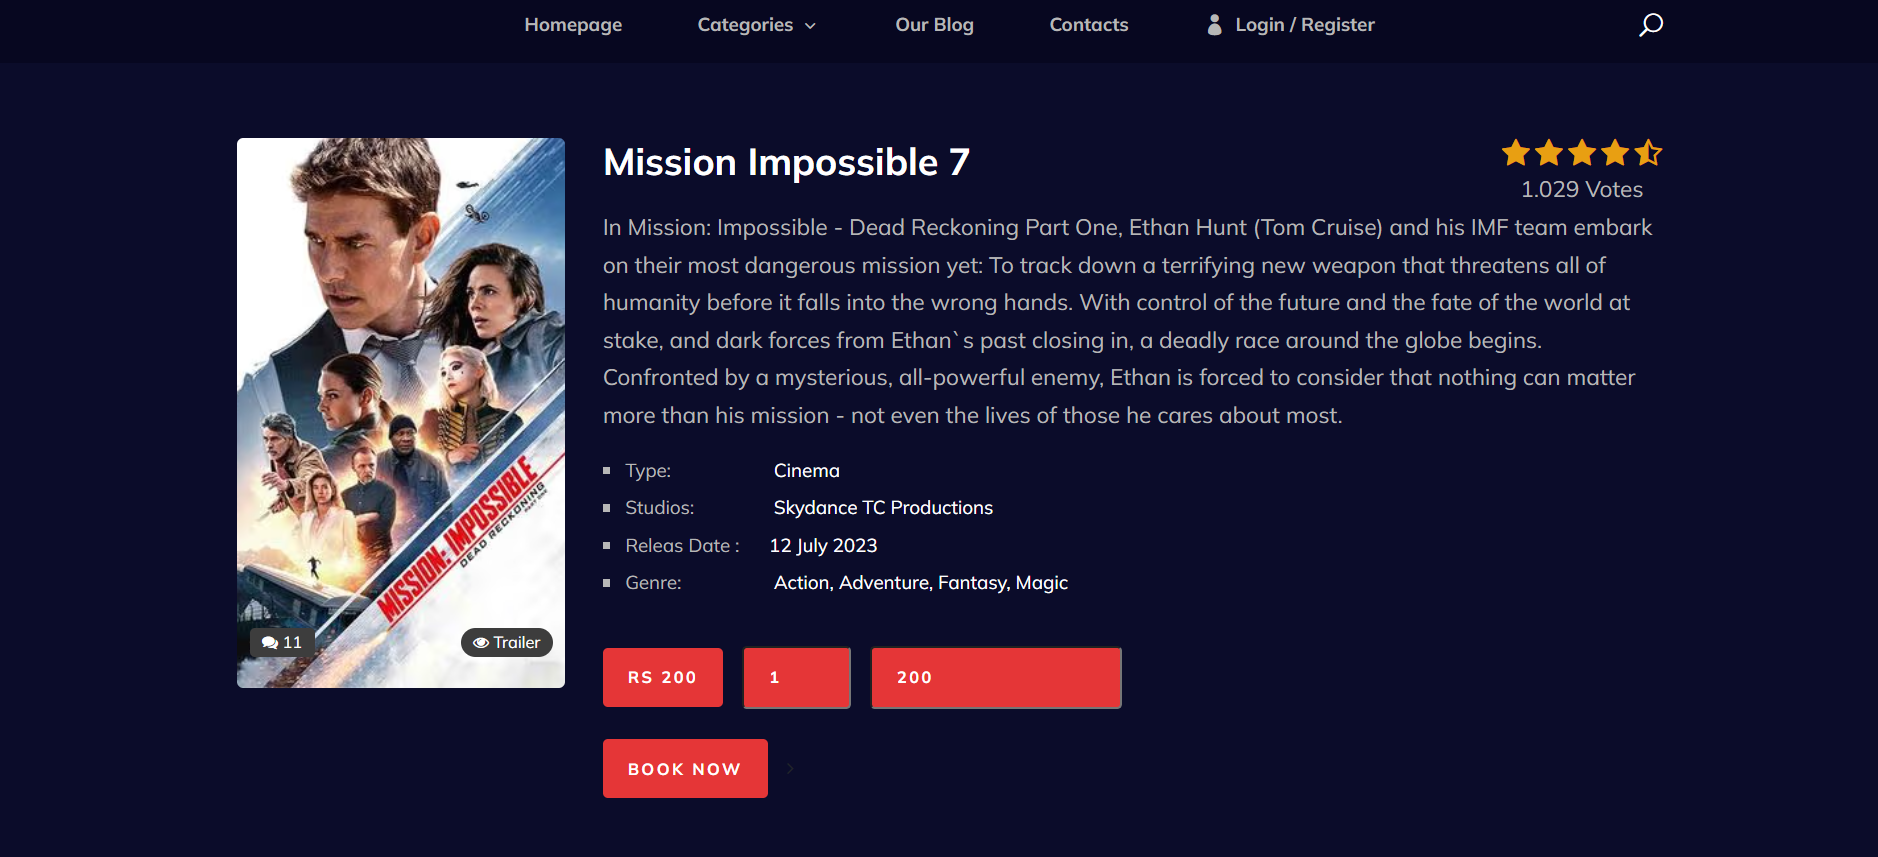 Homepage
Categories
Our Blog
Contacts
Login / Register
Mission Impossible 7
1.029 Votes
In Mission: Impossible - Dead Reckoning Part One, Ethan Hunt (Tom Cruise) and his IMF team embark
on their most dangerous mission yet: To track down a terrifying new weapon that threatens all of
humanity before it falls into the wrong hands. With control of the future and the fate of the world at
stake, and dark forces from Ethan`s past closing in, a deadly race around the globe begins.
Confronted by a mysterious, all-powerful enemy, Ethan is forced to consider that nothing can matter
more than his mission - not even the lives of those he cares about most.
Type: Cinema
Studios: Skydance TC Productions
Releas Date : 12 July 2023
Genre: Action, Adventure, Fantasy, Magic
MISSION: IMPOSSIBLE
DEAD RECKONING
PART ONE
11
Trailer
RS 200
1
200
BOOK NOW